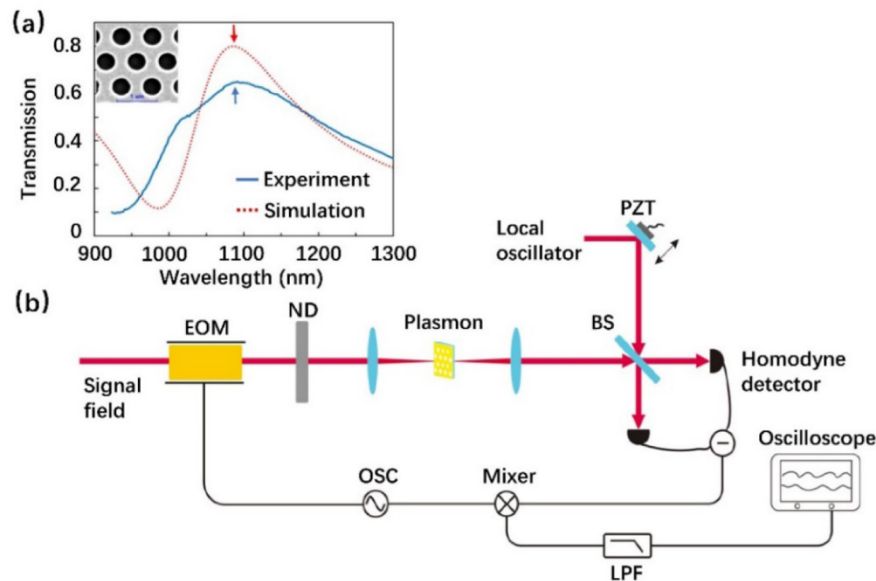 (a)
Transmission
0.8
0.6
0.4
0.2
0
Experiment
Simulation
900
1000
1100
1200
1300
Wavelength (nm)
(b)
PZT
Local
oscillator
ND
EOM
Plasmon
BS
Signal
field
Homodyne
detector
Oscilloscope
OSC
Mixer
LPF